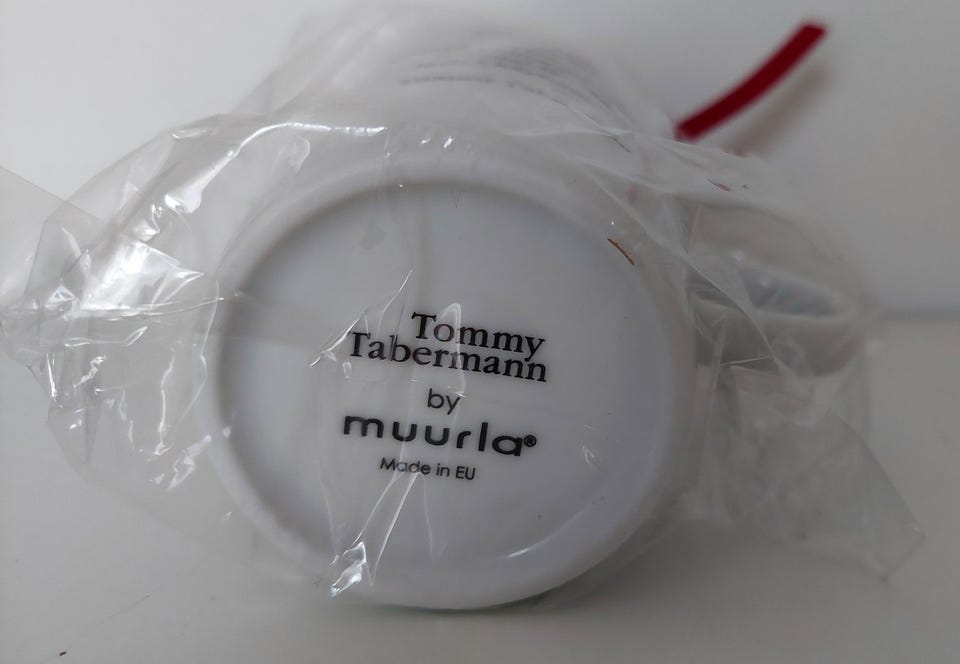 Tommy
Tabermann
by
muurla®
Made in EU